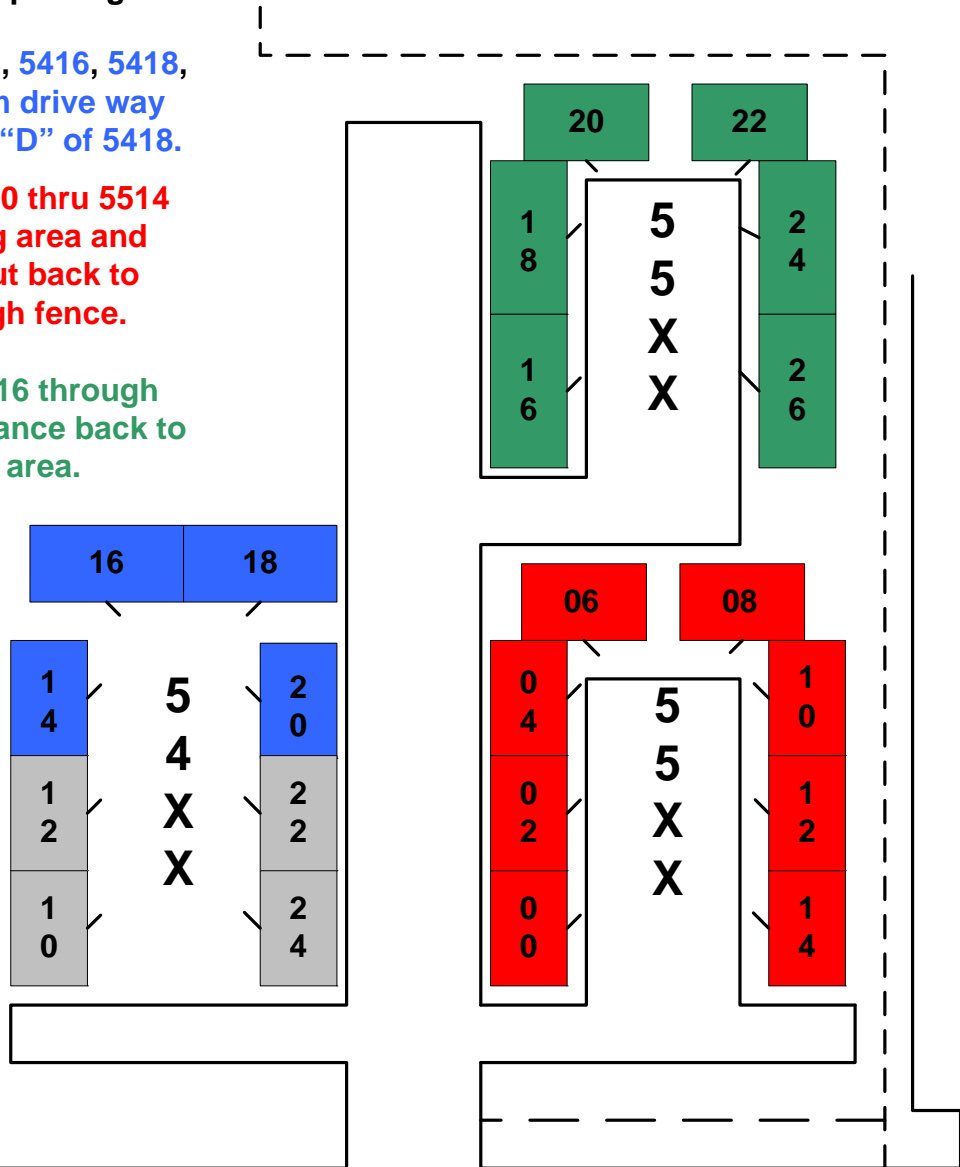 , 5416, 5418,
drive way
“D” of 5418.
0 thru 5514
g area and
ut back to
gh fence.
16 through
ance back to
area.
20
22
1
8
5
5
X
X
2
4
1
6
2
6
16
18
06
08
1
4
5
4
X
X
2
0
0
4
5
5
X
X
1
0
1
2
2
2
0
2
1
2
1
0
2
4
0
0
1
4